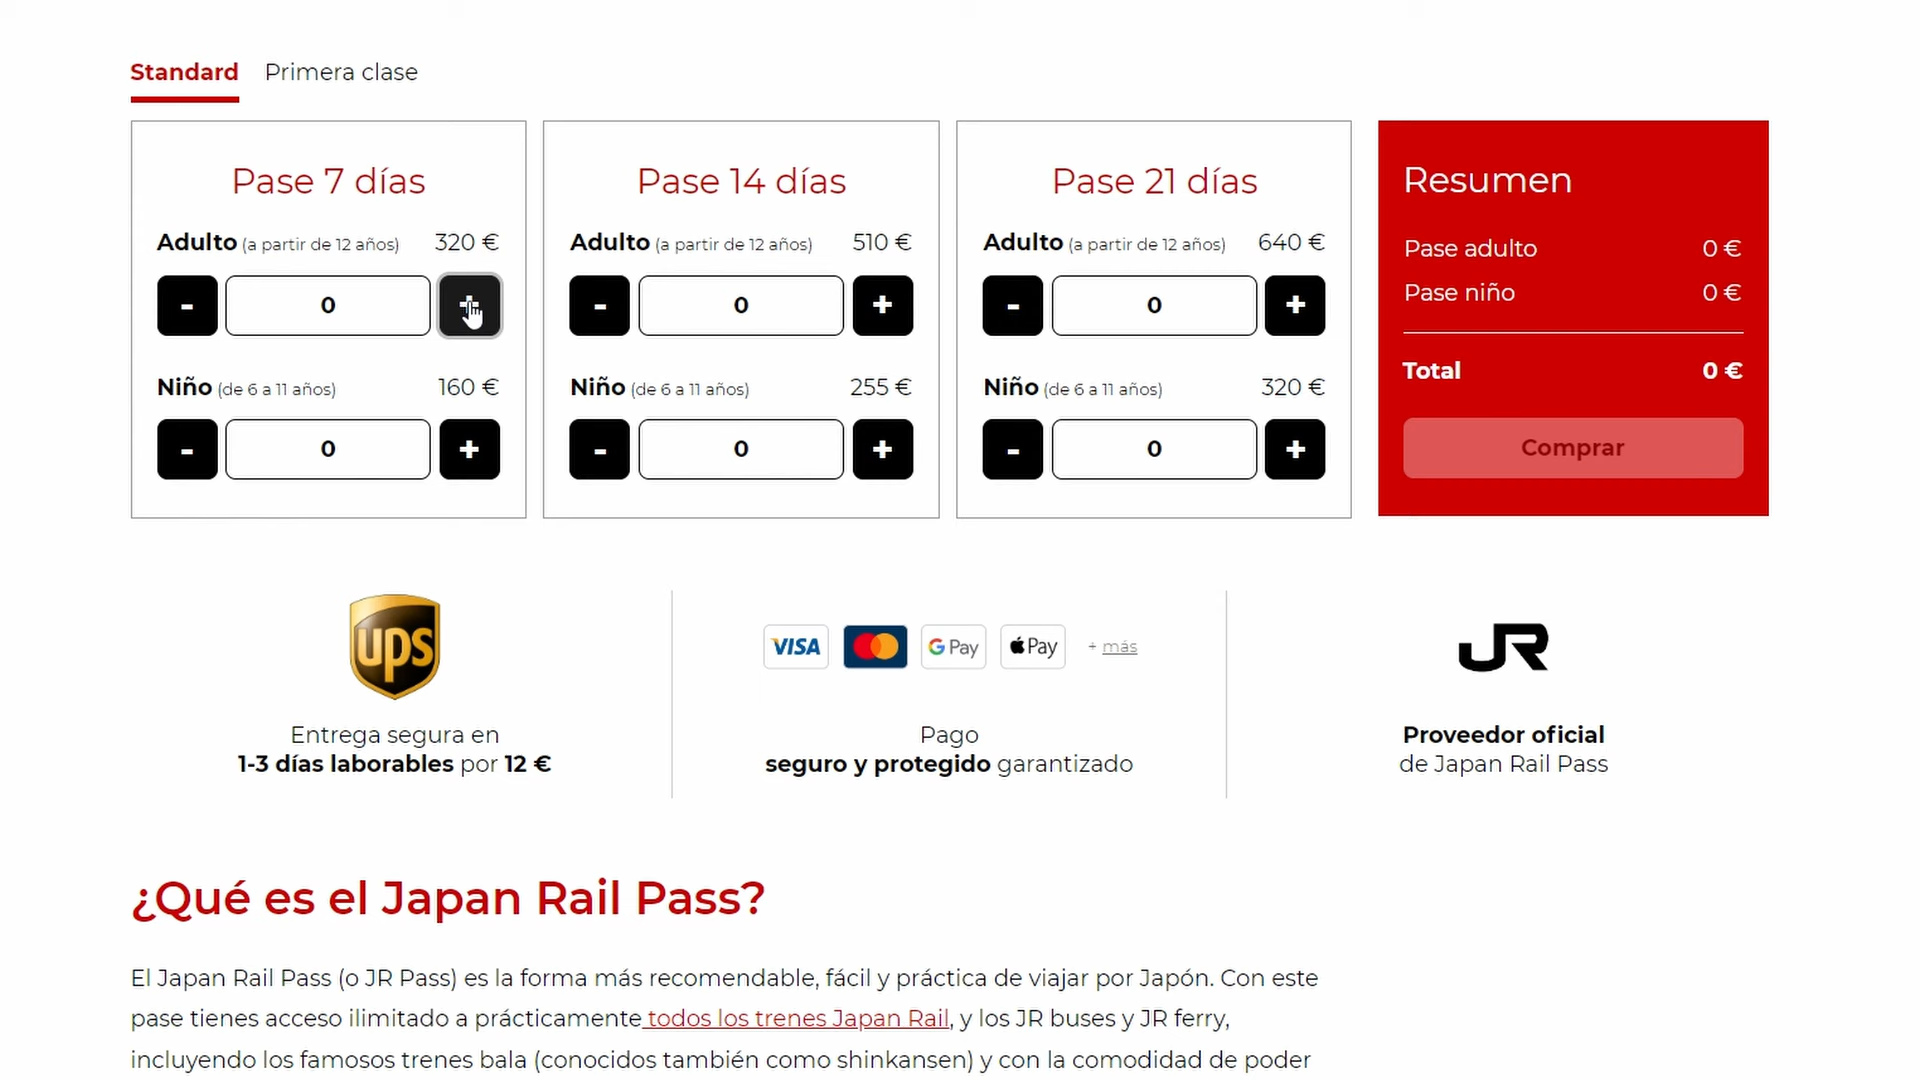 Standard Primera clase
Pase 7 días
Adulto (a partir de 12 años) 320 €
- 0 +
Niño (de 6 a 11 años) 160 €
- 0 +
Pase 14 días
Adulto (a partir de 12 años) 510 €
- 0 +
Niño (de 6 a 11 años) 255 €
- 0 +
Pase 21 días
Adulto (a partir de 12 años) 640 €
- 0 +
Niño (de 6 a 11 años) 320 €
- 0 +
Resumen
Pase adulto 0 €
Pase niño 0 €
Total 0 €
Comprar
ups
Entrega segura en
1-3 días laborables por 12 €
VISA G Pay Pay + más
Pago
seguro y protegido garantizado
JR
Proveedor oficial
de Japan Rail Pass
¿Qué es el Japan Rail Pass?
El Japan Rail Pass (o JR Pass) es la forma más recomendable, fácil y práctica de viajar por Japón. Con este
pase tienes acceso ilimitado a prácticamente todos los trenes Japan Rail, y los JR buses y JR ferry,
incluyendo los famosos trenes bala (conocidos también como shinkansen) y con la comodidad de poder